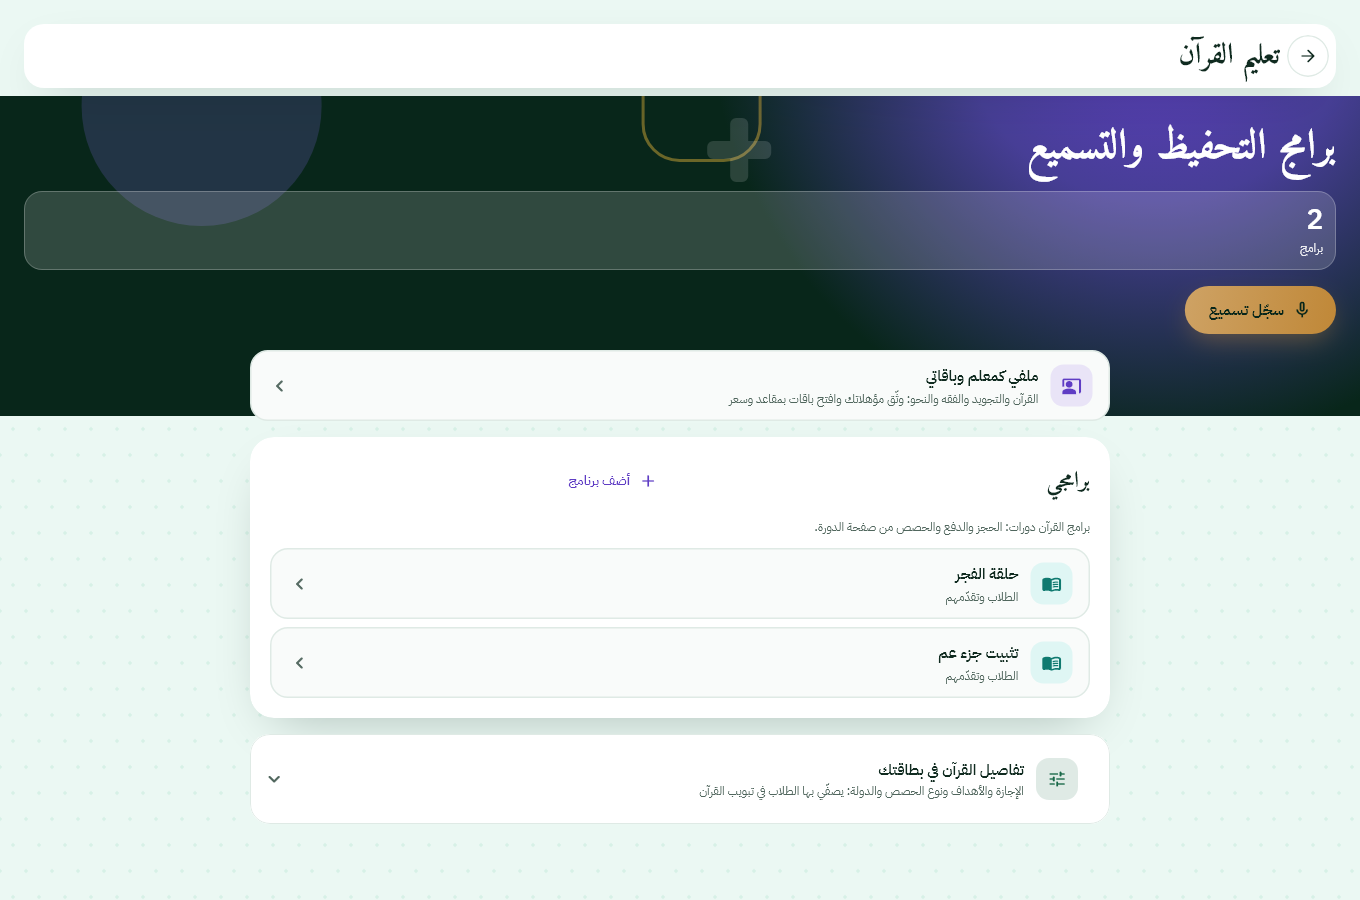 تعليم القرآن
برامج التحفيظ والتسميع
2
برامج
سجّل تسميع
ملفي كمعلم وباقاتي
القرآن والتجويد والفقه والنحو: وثّق مؤهلاتك وافتح باقات بمقاعد وسعر
برامجي
أضف برنامج
برامج القرآن دورات: الحجز والدفع والحصص من صفحة الدورة.
حلقة الفجر
الطلاب وتقدّمهم
تثبيت جزء عم
الطلاب وتقدّمهم
تفاصيل القرآن في بطاقتك
الإجازة والأهداف ونوع الحصص والدولة: يصفّي بها الطلاب في تبويب القرآن